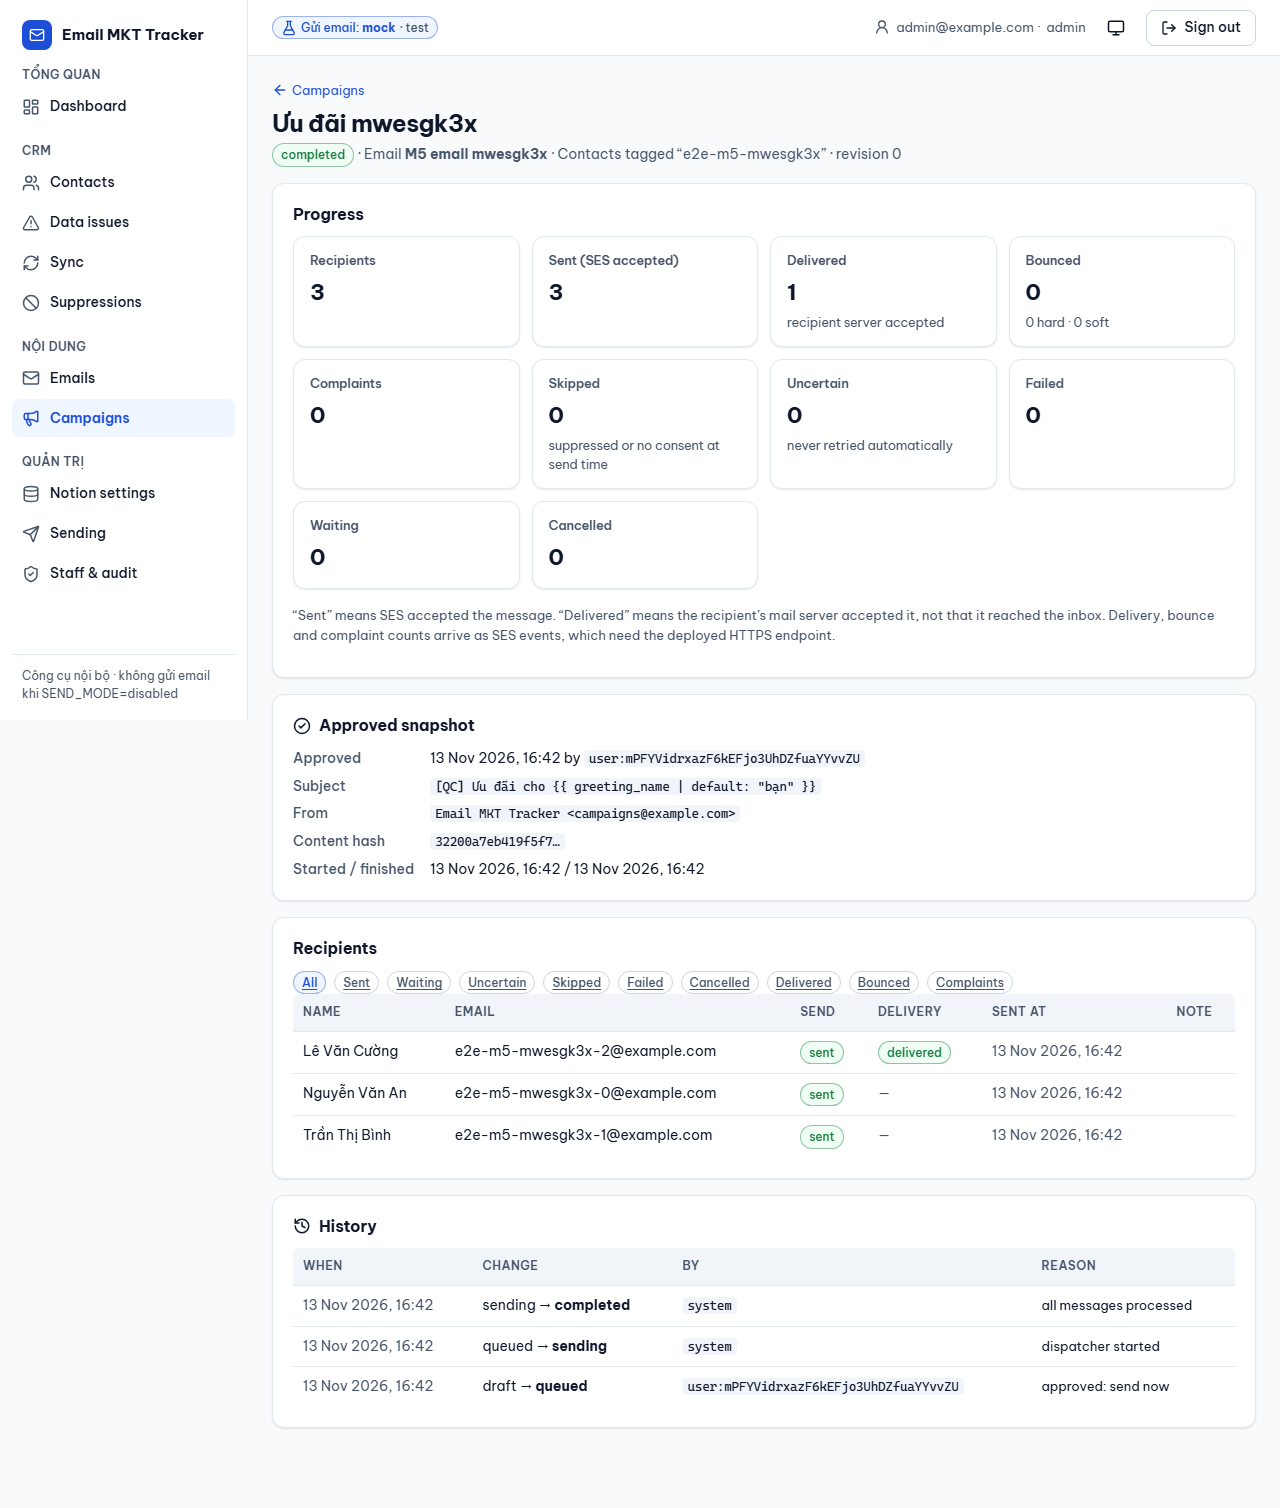 Email MKT Tracker
TỔNG QUAN
Dashboard
CRM
Contacts
Data issues
Sync
Suppressions
NỘI DUNG
Emails
Campaigns
QUẢN TRỊ
Notion settings
Sending
Staff & audit
Công cụ nội bộ · không gửi email
khi SEND_MODE=disabled
Gửi email: mock · test
admin@example.com · admin
Sign out
← Campaigns
Ưu đãi mwesgk3x
completed · Email M5 email mwesgk3x · Contacts tagged “e2e-m5-mwesgk3x” · revision 0
Progress
Recipients
3
Sent (SES accepted)
3
Delivered
1
recipient server accepted
Bounced
0
0 hard · 0 soft
Complaints
0
Skipped
0
suppressed or no consent at
send time
Uncertain
0
never retried automatically
Failed
0
Waiting
0
Cancelled
0
“Sent” means SES accepted the message. “Delivered” means the recipient’s mail server accepted it, not that it reached the inbox. Delivery, bounce
and complaint counts arrive as SES events, which need the deployed HTTPS endpoint.
Approved snapshot
Approved 13 Nov 2026, 16:42 by user:mPFYVidrxazF6kEFjo3UhDZfuaYYvvZU
Subject [QC] Ưu đãi cho {{ greeting_name | default: "bạn" }}
From Email MKT Tracker <campaigns@example.com>
Content hash 32200a7eb419f5f7…
Started / finished 13 Nov 2026, 16:42 / 13 Nov 2026, 16:42
Recipients
All Sent Waiting Uncertain Skipped Failed Cancelled Delivered Bounced Complaints
NAME EMAIL SEND DELIVERY SENT AT NOTE
Lê Văn Cường e2e-m5-mwesgk3x-2@example.com sent delivered 13 Nov 2026, 16:42
Nguyễn Văn An e2e-m5-mwesgk3x-0@example.com sent — 13 Nov 2026, 16:42
Trần Thị Bình e2e-m5-mwesgk3x-1@example.com sent — 13 Nov 2026, 16:42
History
WHEN CHANGE BY REASON
13 Nov 2026, 16:42 sending → completed system all messages processed
13 Nov 2026, 16:42 queued → sending system dispatcher started
13 Nov 2026, 16:42 draft → queued user:mPFYVidrxazF6kEFjo3UhDZfuaYYvvZU approved: send now